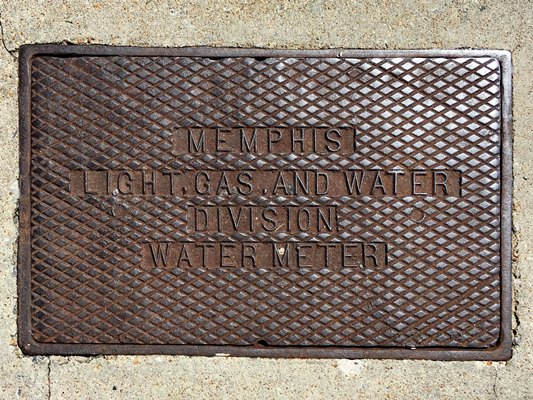 MEMPHIS
LIGHT, GAS, AND WATER
DIVISION
WATER METER